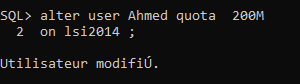 SQL> alter user Ahmed quota  200M
  2  on lsi2014 ;
Utilisateur modifiÚ.